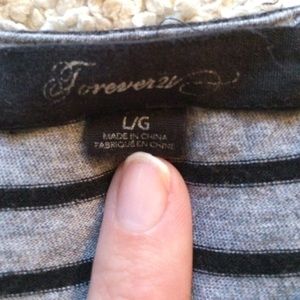 Forever21
L/G
MADE IN CHINA
FABRIQUÉ EN CHINE